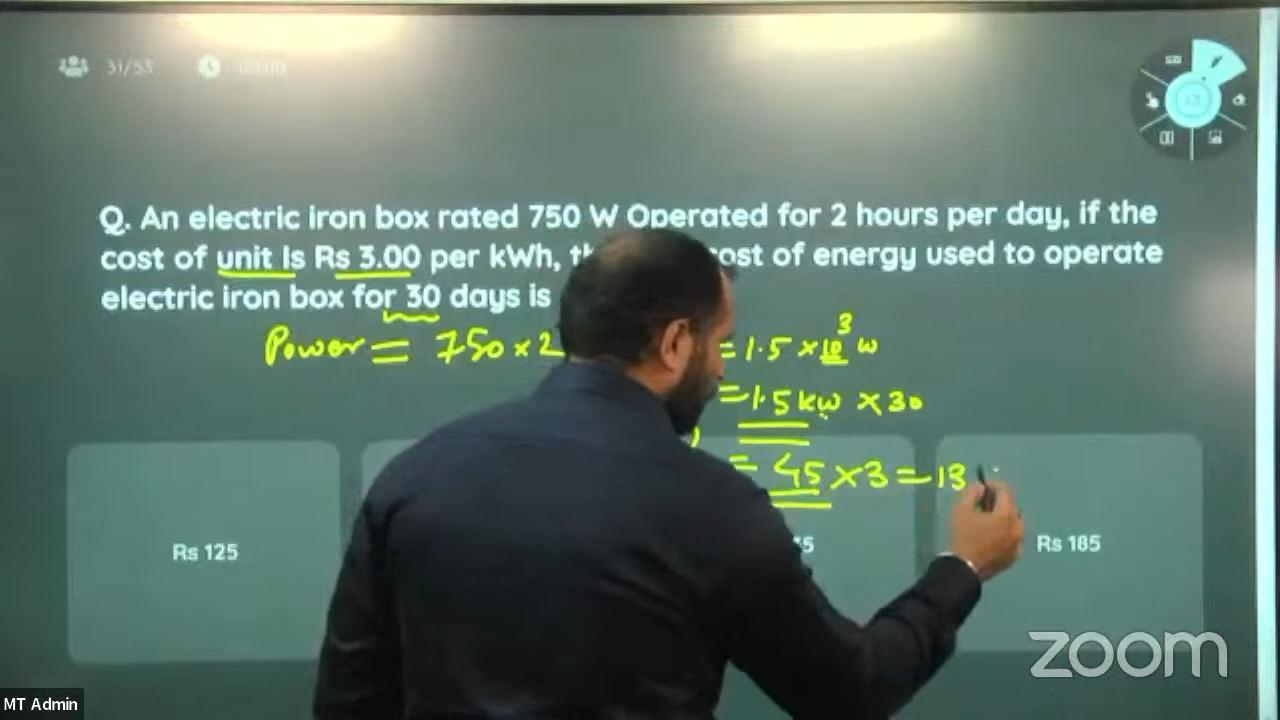 31/53
Q. An electric iron box rated 750 W Operated for 2 hours per day, if the
cost of unit is Rs 3.00 per kWh, cost of energy used to operate
electric iron box for 30 days is
Power = 750 × 2 = 1.5 × 10³ W
= 1.5 kW × 30
= 45 × 3 = 13
Rs 125
Rs 185
zoom
MT Admin